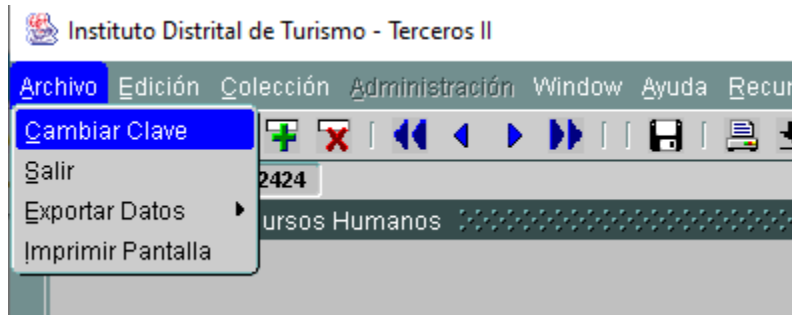 Instituto Distrital de Turismo - Terceros II
Archivo Edición Colección Administración Window Ayuda Recur
Cambiar Clave
Salir
2424
Exportar Datos
ursos Humanos
Imprimir Pantalla